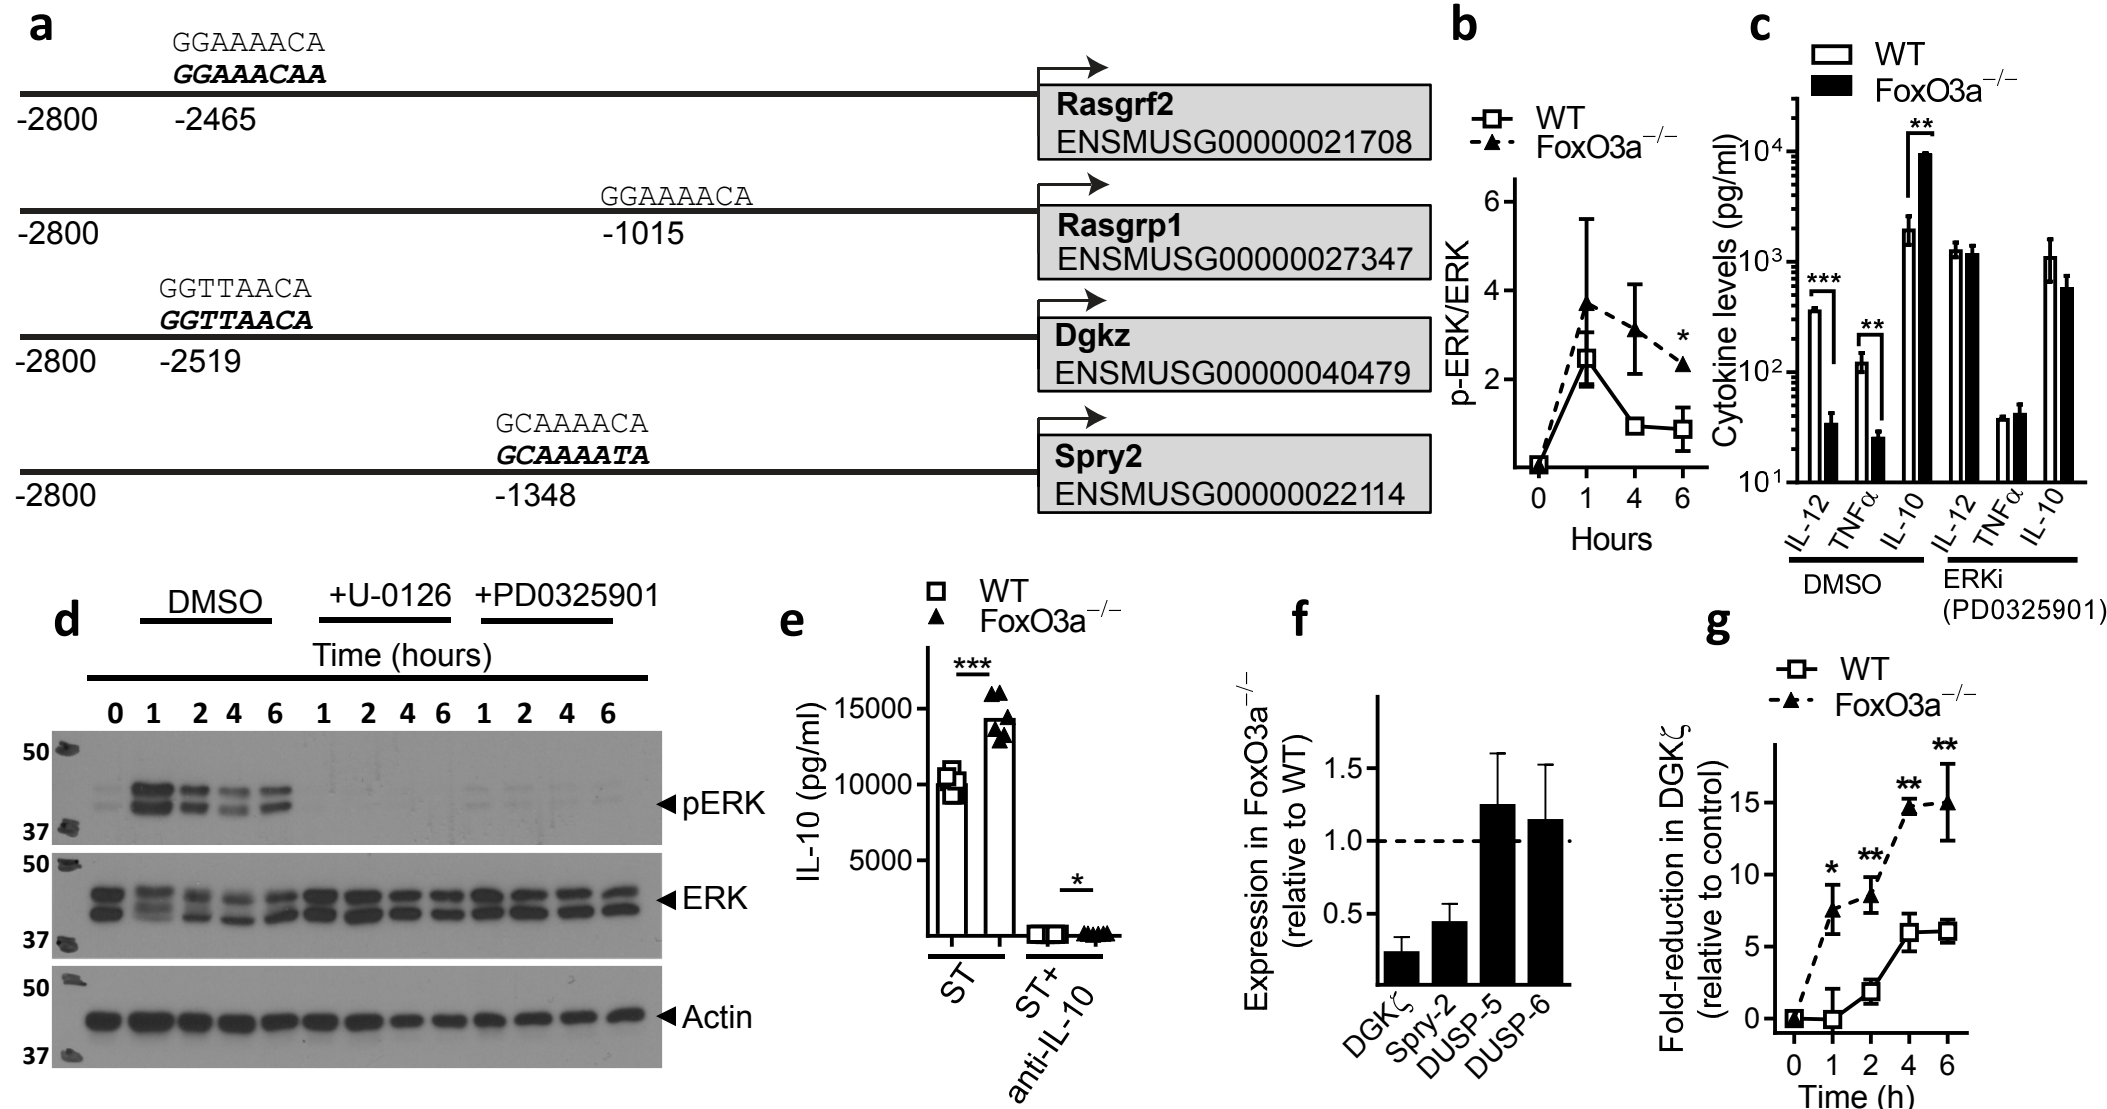 a
GGAAAACA
GGAAACAA
-2800
-2465
Rasgrf2
ENSMUSG00000021708
GGAAAACA
-2800
-1015
Rasgrp1
ENSMUSG00000027347
GGTTAACA
GGTTAACA
-2800
-2519
Dgkz
ENSMUSG00000040479
GCAAAACA
GCAAAATA
-2800
-1348
Spry2
ENSMUSG00000022114
b
WT
FoxO3a−/−
p-ERK/ERK
6
4
2
*
0 1 4 6
Hours
c
WT
FoxO3a−/−
Cytokine levels (pg/ml)
10⁴
10³
10²
10¹
***
**
**
IL-12
TNFα
IL-10
IL-12
TNFα
IL-10
DMSO
ERKi
(PD0325901)
d
DMSO
+U-0126
+PD0325901
Time (hours)
0 1 2 4 6 1 2 4 6 1 2 4 6
50
37
pERK
50
37
ERK
50
37
Actin
e
WT
FoxO3a−/−
IL-10 (pg/ml)
15000
10000
5000
***
*
ST
ST+
anti-IL-10
f
Expression in FoxO3a−/−
(relative to WT)
1.5
1.0
0.5
DGKζ
Spry-2
DUSP-5
DUSP-6
g
WT
FoxO3a−/−
Fold-reduction in DGKζ
(relative to control)
15
10
5
0
*
**
**
**
0 1 2 4 6
Time (h)